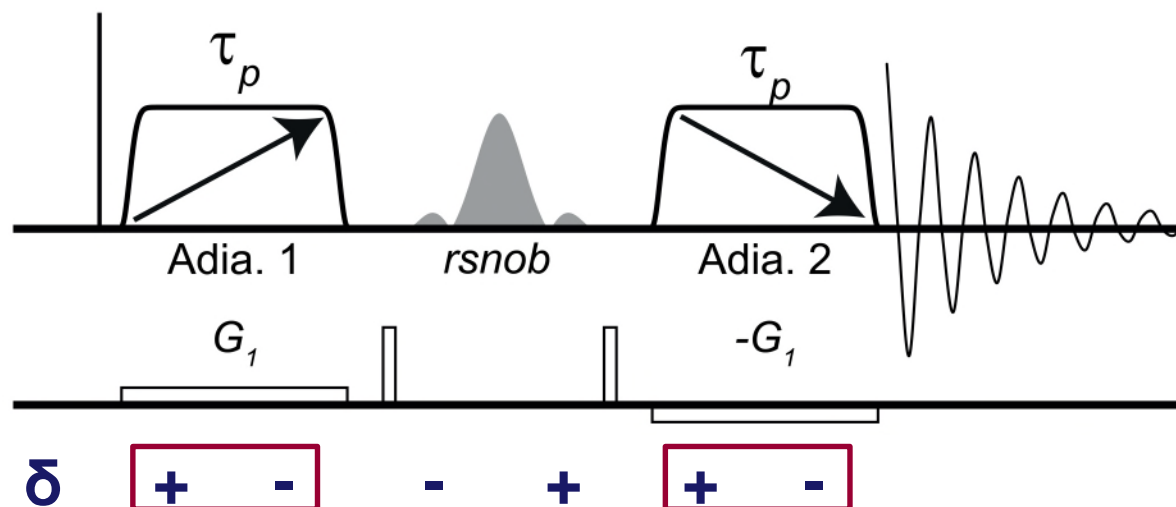 τp τp
Adia. 1 rsnob Adia. 2
G1 -G1
δ + - - + + -